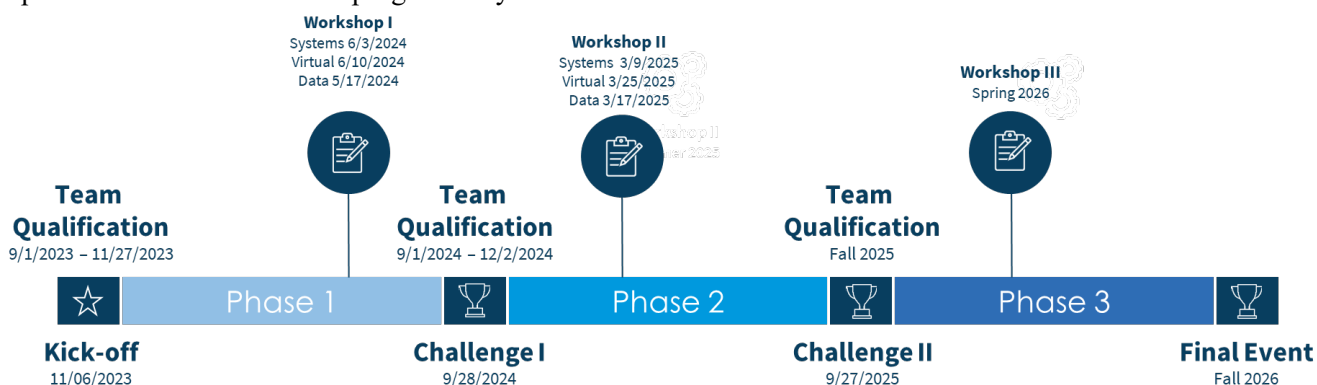 Workshop I
Systems 6/3/2024
Virtual 6/10/2024
Data 5/17/2024
Workshop II
Systems 3/9/2025
Virtual 3/25/2025
Data 3/17/2025
Workshop III
Spring 2026
Team
Qualification
9/1/2023 – 11/27/2023
Team
Qualification
9/1/2024 – 12/2/2024
Team
Qualification
Fall 2025
Phase 1
Phase 2
Phase 3
Kick-off
11/06/2023
Challenge I
9/28/2024
Challenge II
9/27/2025
Final Event
Fall 2026